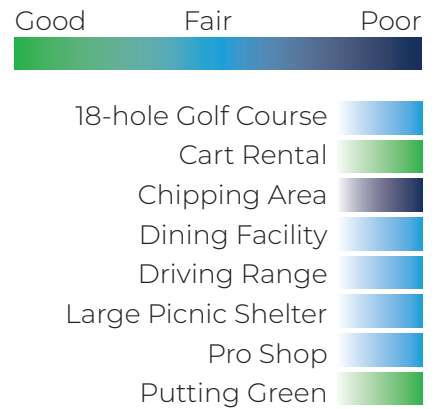 Good Fair Poor
18-hole Golf Course
Cart Rental
Chipping Area
Dining Facility
Driving Range
Large Picnic Shelter
Pro Shop
Putting Green